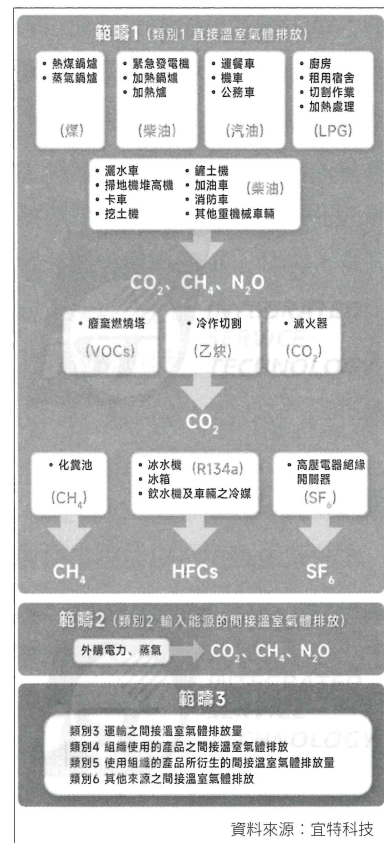 範疇1 (類別1 直接溫室氣體排放)
• 熱煤鍋爐
• 蒸氣鍋爐
(煤)
• 緊急發電機
• 加熱鍋爐
• 加熱爐
(柴油)
• 運餐車
• 機車
• 公務車
(汽油)
• 廚房
• 租用宿舍
• 切割作業
• 加熱處理
(LPG)
• 灑水車
• 掃地機堆高機
• 卡車
• 挖土機
• 鏟土機
• 加油車
• 消防車
• 其他重機械車輛
(柴油)
CO₂、CH₄、N₂O
• 廢棄燃燒塔
(VOCs)
• 冷作切割
(乙炔)
• 滅火器
(CO₂)
CO₂
• 化糞池
(CH₄)
• 冰水機 (R134a)
• 冰箱
• 飲水機及車輛之冷媒
• 高壓電器絕緣
開關器
(SF₆)
CH₄
HFCs
SF₆
範疇2 (類別2 輸入能源的間接溫室氣體排放)
外購電力、蒸氣
CO₂、CH₄、N₂O
範疇3
類別3 運輸之間接溫室氣體排放量
類別4 組織使用的產品之間接溫室氣體排放
類別5 使用組織的產品所衍生的間接溫室氣體排放量
類別6 其他來源之間接溫室氣體排放
資料來源：宜特科技